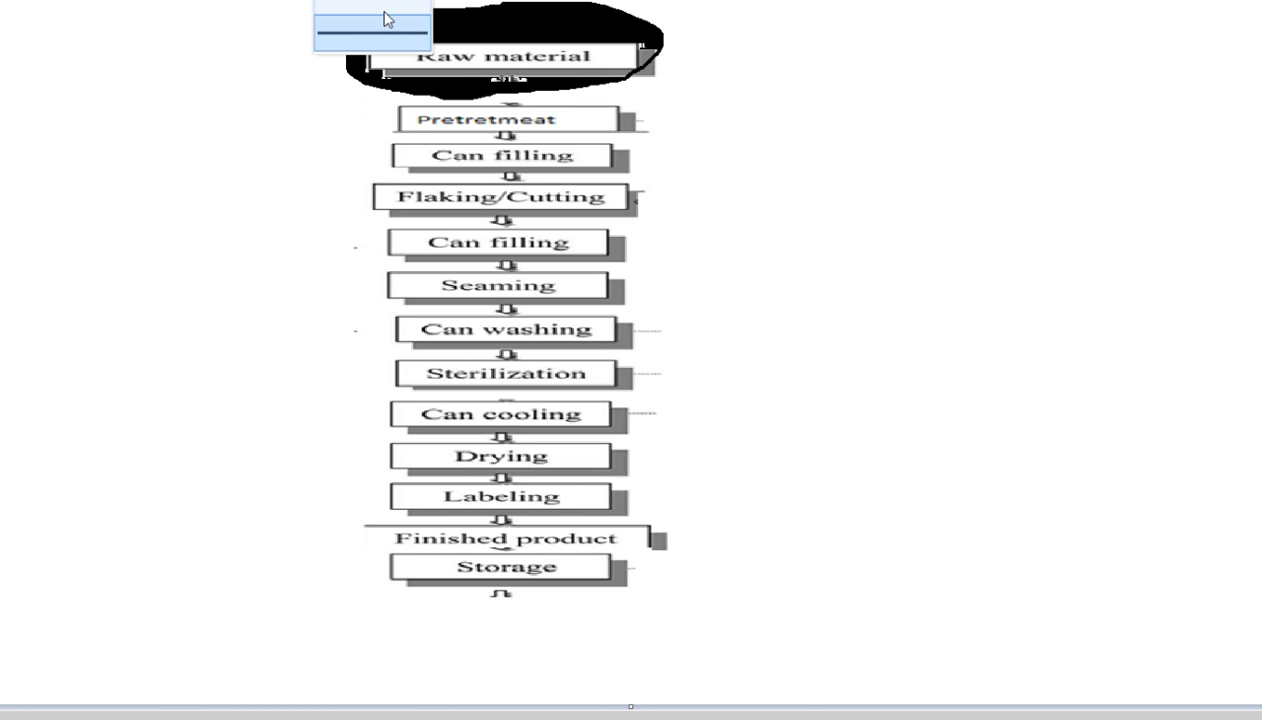 Raw material
Pretretmeat
Can filling
Flaking/Cutting
Can filling
Seaming
Can washing
Sterilization
Can cooling
Drying
Labeling
Finished product
Storage